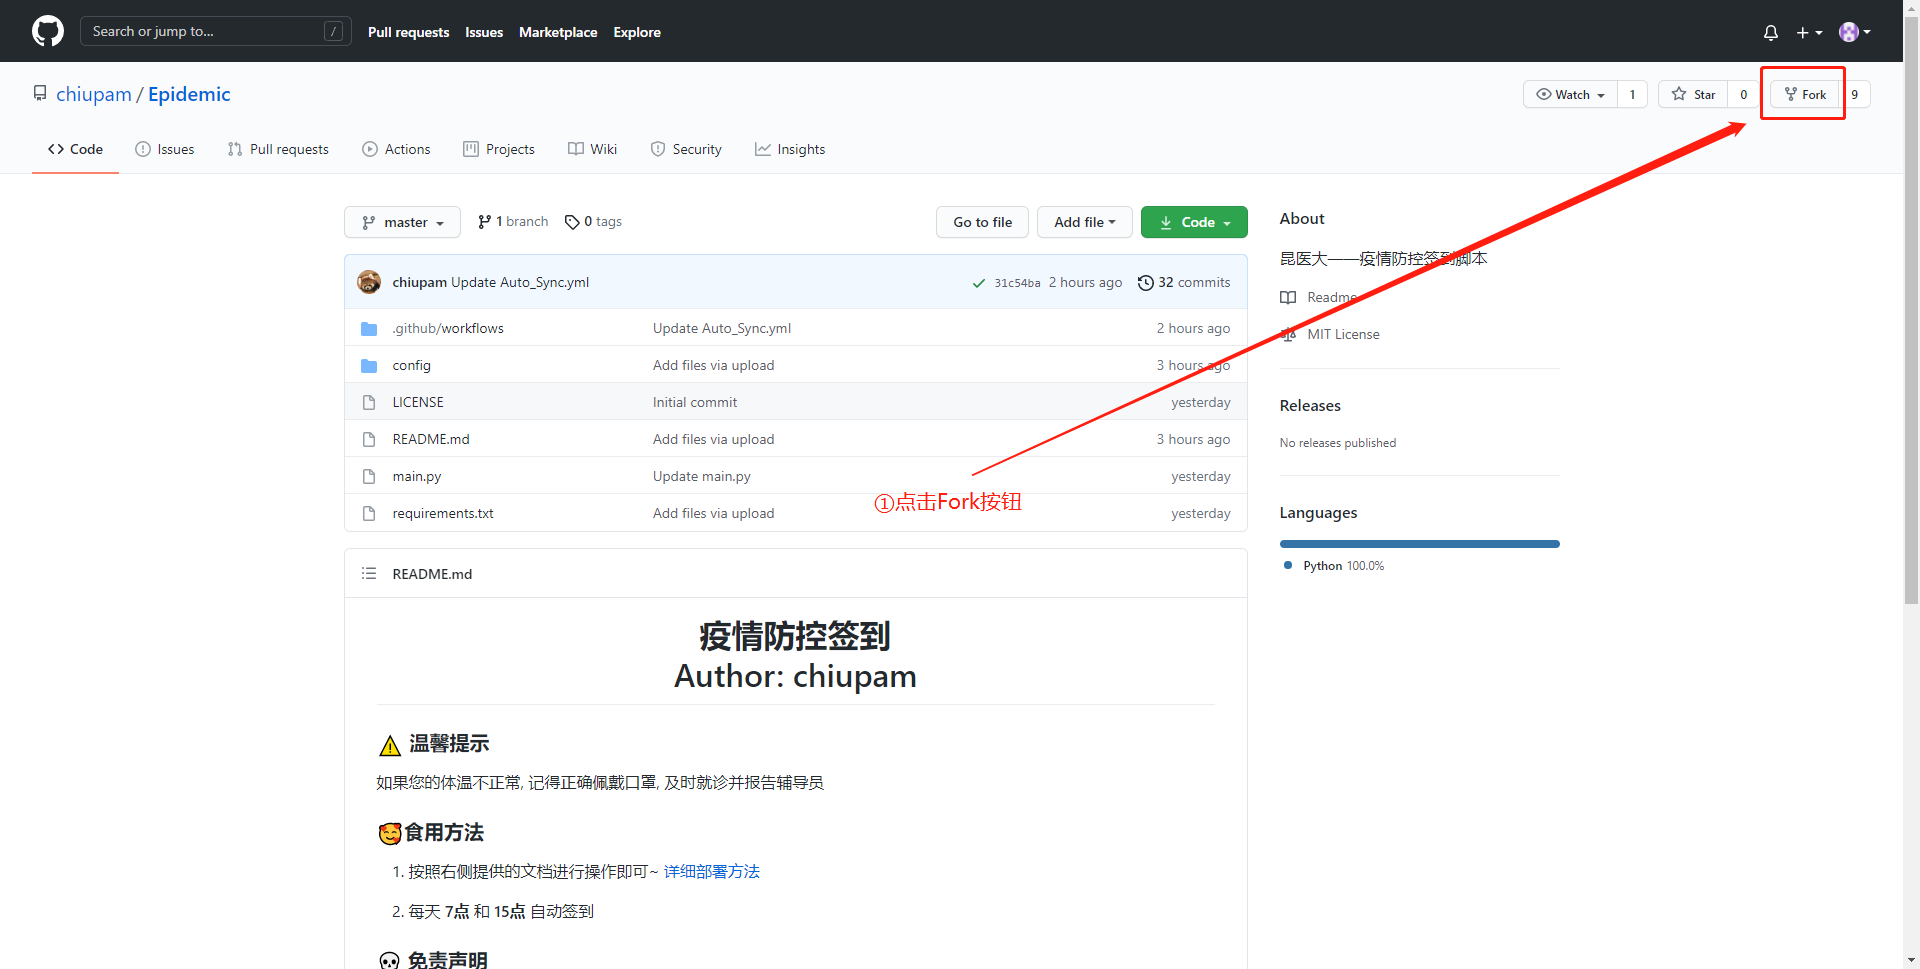 Search or jump to... /
Pull requests Issues Marketplace Explore
chiupam / Epidemic
Watch 1 Star 0 Fork 9
Code Issues Pull requests Actions Projects Wiki Security Insights
master 1 branch 0 tags Go to file Add file Code
chiupam Update Auto_Sync.yml 31c54ba 2 hours ago 32 commits
.github/workflows Update Auto_Sync.yml 2 hours ago
config Add files via upload 3 hours ago
LICENSE Initial commit yesterday
README.md Add files via upload 3 hours ago
main.py Update main.py yesterday
requirements.txt Add files via upload yesterday
①点击Fork按钮
About
昆医大——疫情防控签到脚本
Readme
MIT License
Releases
No releases published
Languages
Python 100.0%
README.md
疫情防控签到
Author: chiupam
温馨提示
如果您的体温不正常, 记得正确佩戴口罩, 及时就诊并报告辅导员
食用方法
1. 按照右侧提供的文档进行操作即可~ 详细部署方法
2. 每天 7点 和 15点 自动签到
免责声明